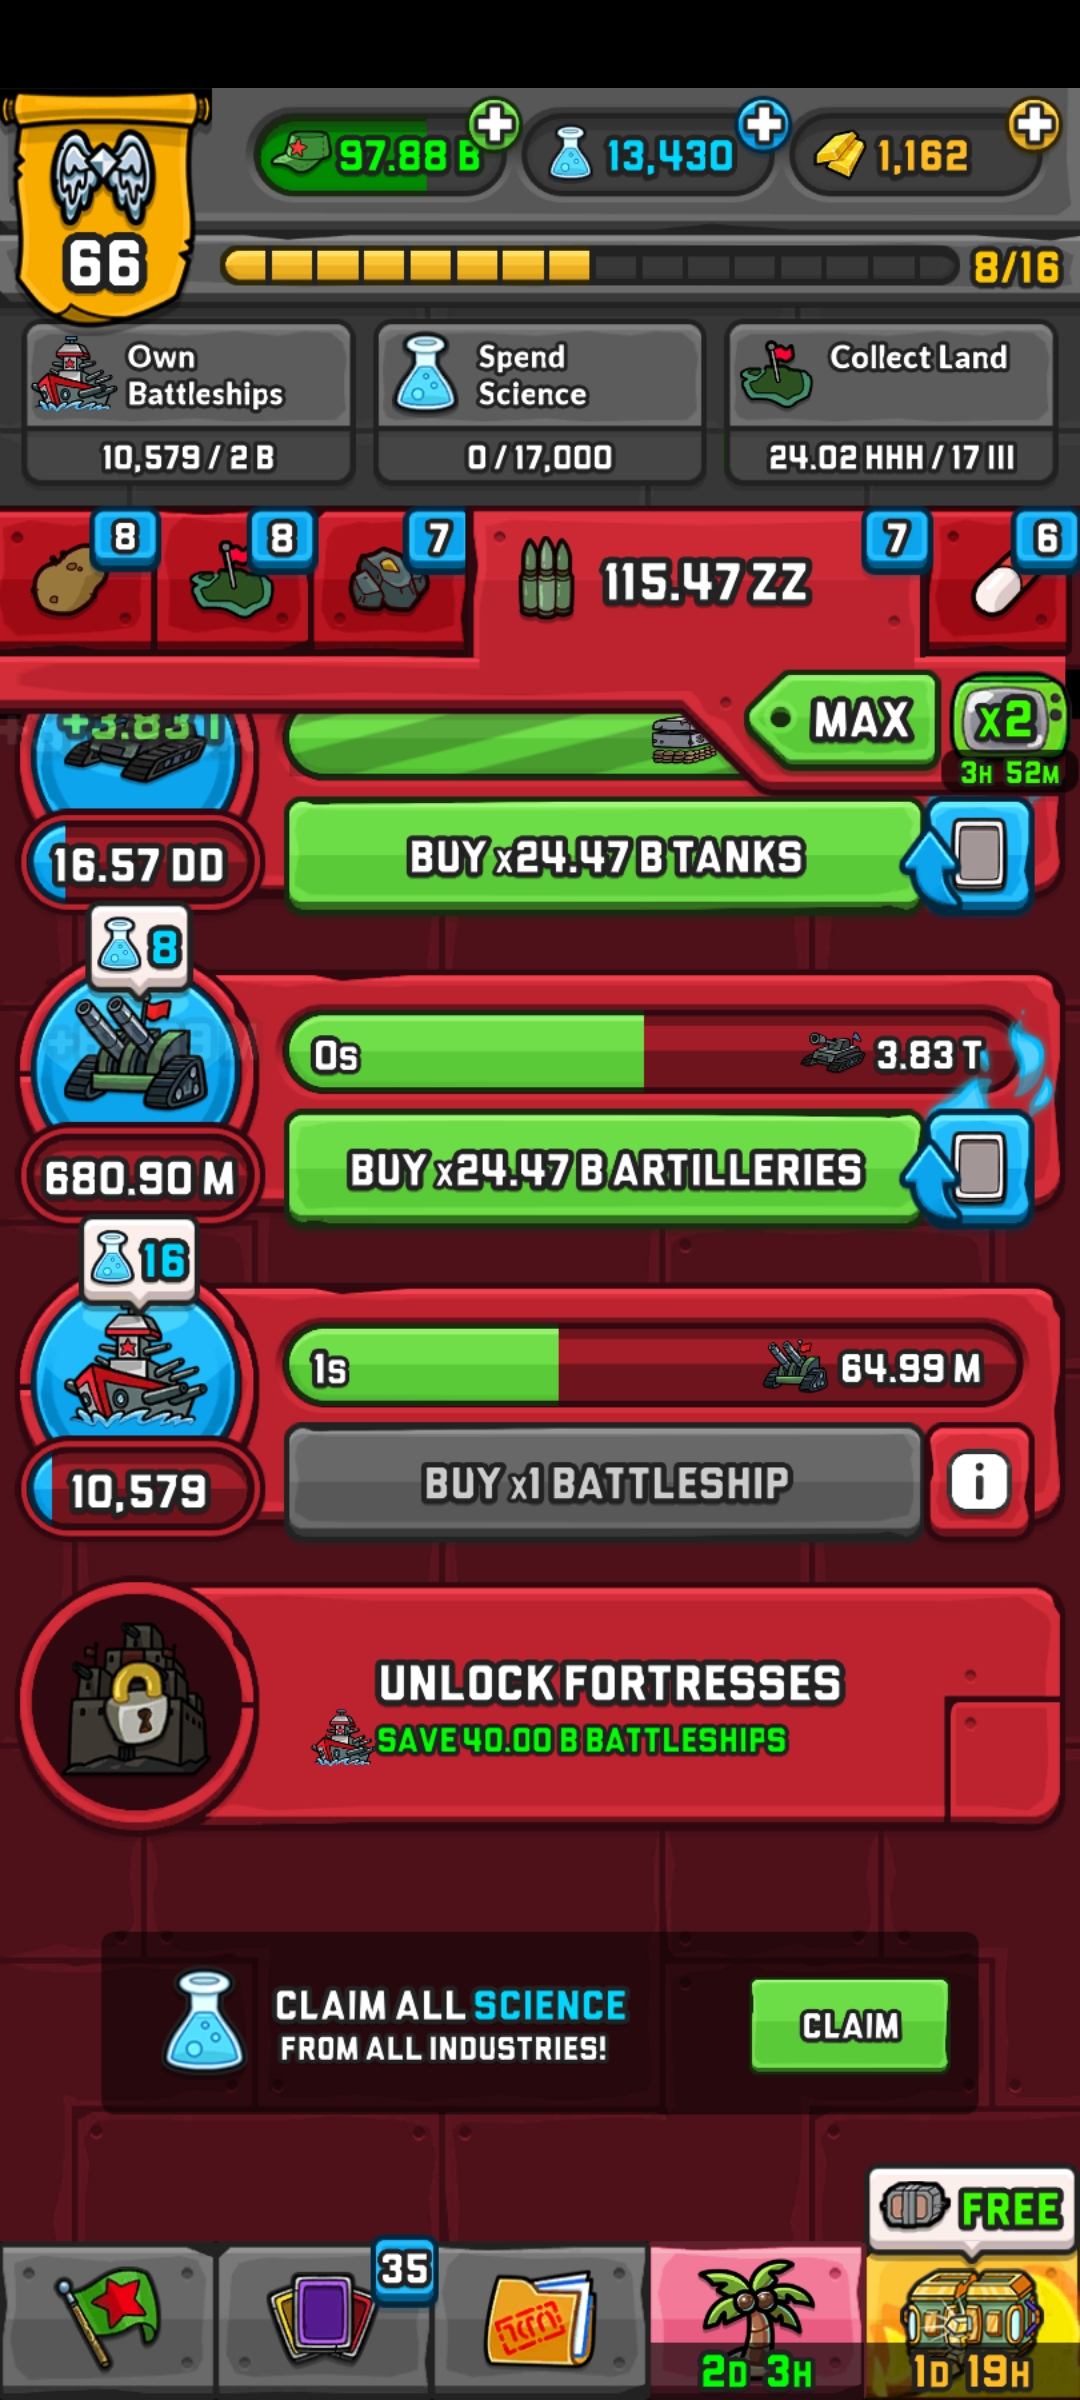 97.88 B
13,430
1,162
66
8/16
Own
Battleships
10,579 / 2 B
Spend
Science
0 / 17,000
Collect Land
24.02 HHH / 17 III
8
8
7
115.47 ZZ
7
6
MAX
x2
3H 52M
+3.83 T
16.57 DD
BUY x24.47 B TANKS
8
0s
3.83 T
680.90 M
BUY x24.47 B ARTILLERIES
16
1s
64.99 M
10,579
BUY x1 BATTLESHIP
i
UNLOCK FORTRESSES
SAVE 40.00 B BATTLESHIPS
CLAIM ALL SCIENCE
FROM ALL INDUSTRIES!
CLAIM
FREE
35
2D 3H
1D 19H